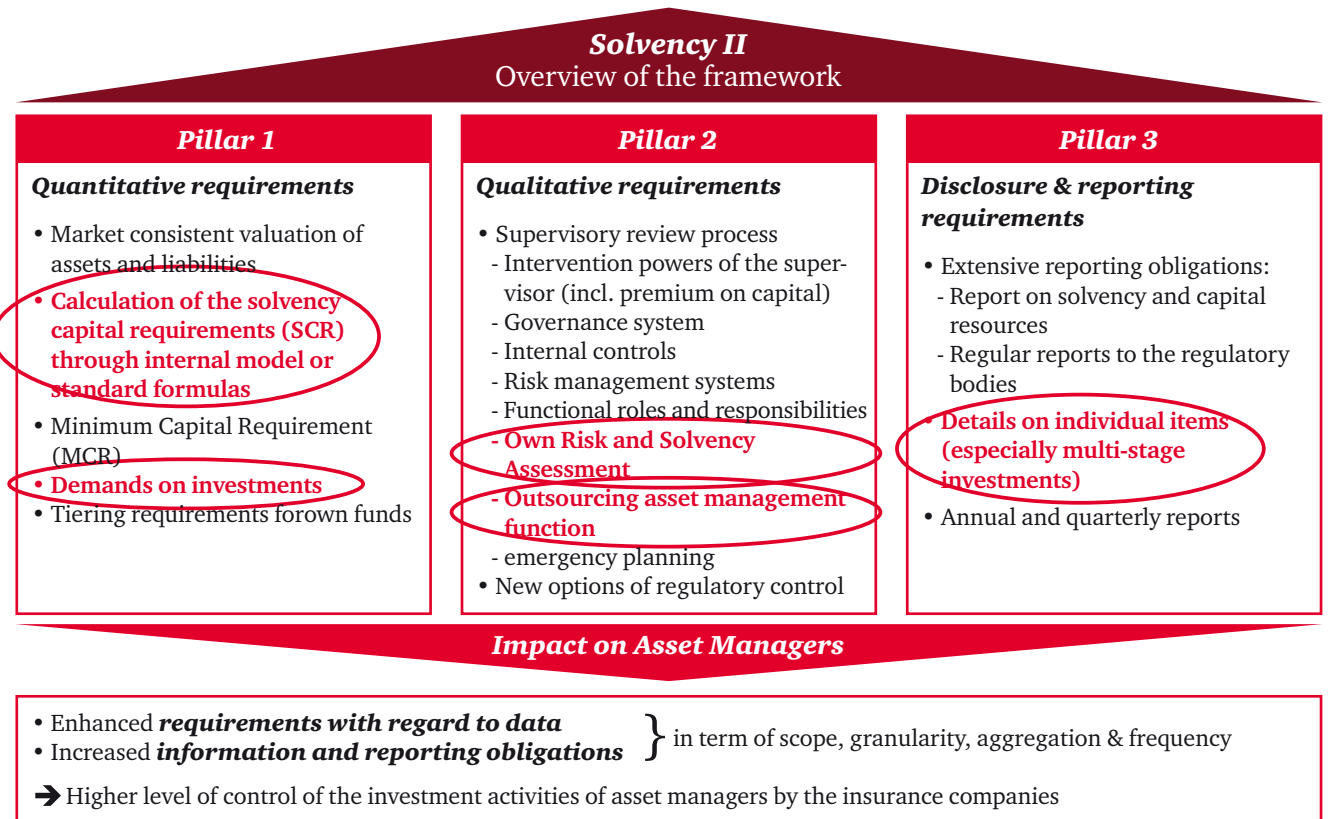 Solvency II
Overview of the framework
Pillar 1
Quantitative requirements
• Market consistent valuation of
assets and liabilities
• Calculation of the solvency
capital requirements (SCR)
through internal model or
standard formulas
• Minimum Capital Requirement
(MCR)
• Demands on investments
• Tiering requirements forown funds
Pillar 2
Qualitative requirements
• Supervisory review process
- Intervention powers of the super-
visor (incl. premium on capital)
- Governance system
- Internal controls
- Risk management systems
- Functional roles and responsibilities
- Own Risk and Solvency
Assessment
- Outsourcing asset management
function
- emergency planning
• New options of regulatory control
Pillar 3
Disclosure & reporting
requirements
• Extensive reporting obligations:
- Report on solvency and capital
resources
- Regular reports to the regulatory
bodies
• Details on individual items
(especially multi-stage
investments)
• Annual and quarterly reports
Impact on Asset Managers
• Enhanced requirements with regard to data
• Increased information and reporting obligations
} in term of scope, granularity, aggregation & frequency
➔ Higher level of control of the investment activities of asset managers by the insurance companies